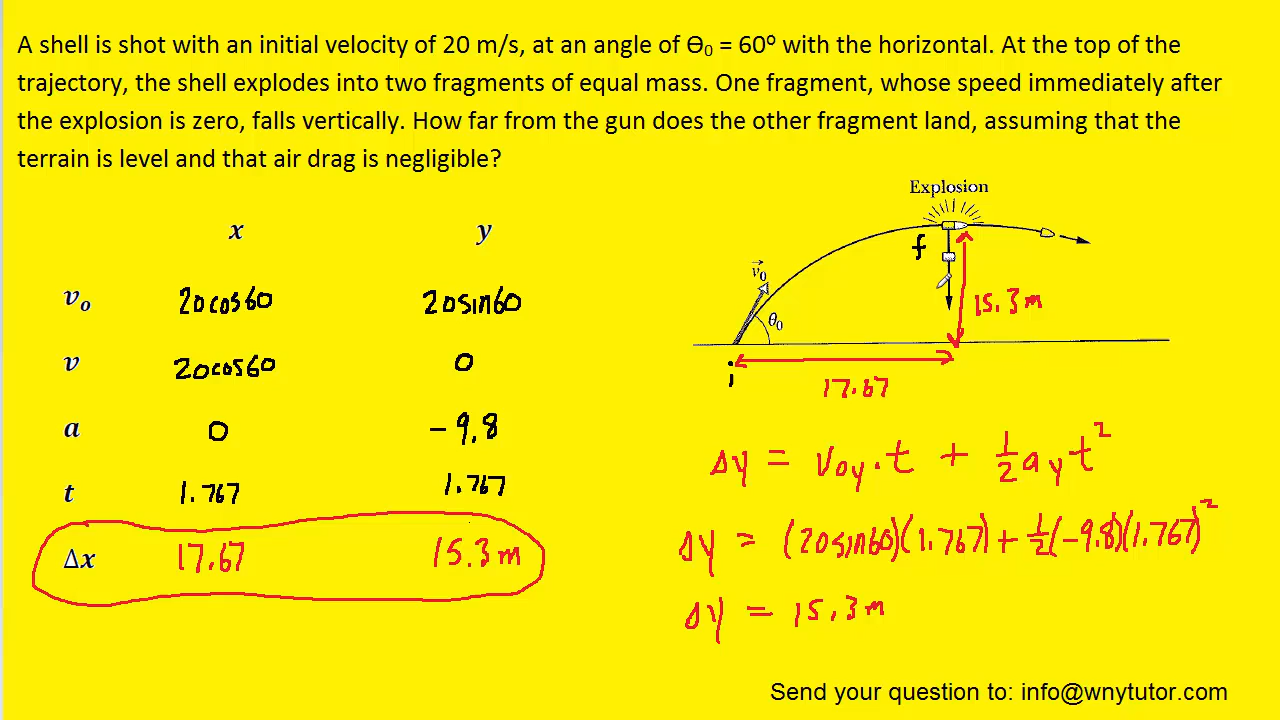 A shell is shot with an initial velocity of 20 m/s, at an angle of Ɵ₀ = 60º with the horizontal. At the top of the
trajectory, the shell explodes into two fragments of equal mass. One fragment, whose speed immediately after
the explosion is zero, falls vertically. How far from the gun does the other fragment land, assuming that the
terrain is level and that air drag is negligible?
Explosion
x y
f
v⃗₀
vₒ 20cos60 20sin60
15.3m
θ₀
v 20cos60 0
i
17.67
a 0 -9.8
Δy = V₀y·t + ½ayt²
t 1.767 1.767
Δy = (20sin60)(1.767)+½(-9.8)(1.767)²
Δx 17.67 15.3m
Δy = 15.3m
Send your question to: info@wnytutor.com